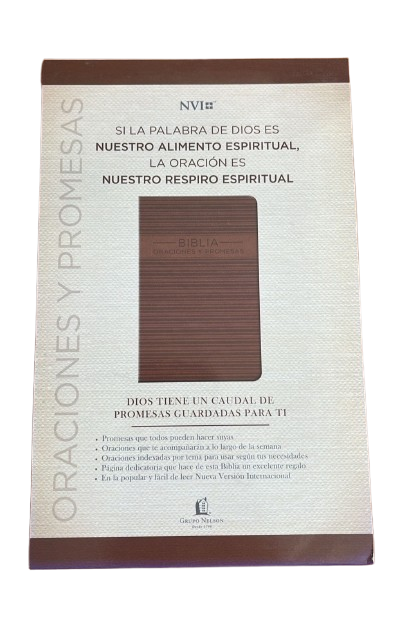 NVI
SI LA PALABRA DE DIOS ES
NUESTRO ALIMENTO ESPIRITUAL,
LA ORACIÓN ES
NUESTRO RESPIRO ESPIRITUAL
ORACIONES Y PROMESAS
BIBLIA
ORACIONES Y PROMESAS
DIOS TIENE UN CAUDAL DE
PROMESAS GUARDADAS PARA TI
• Promesas que todos pueden hacer suyas
• Oraciones que te acompañarán a lo largo de la semana
• Oraciones indexadas por tema para usar según tus necesidades
• Página dedicatoria que hace de esta Biblia un excelente regalo
• En la popular y fácil de leer Nueva Versión Internacional
GRUPO NELSON